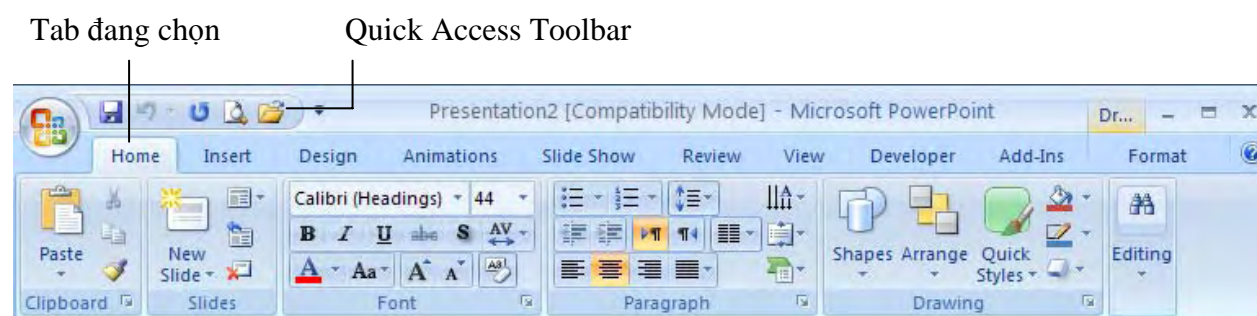 Tab đang chọn Quick Access Toolbar
Presentation2 [Compatibility Mode] - Microsoft PowerPoint Dr...
Home Insert Design Animations Slide Show Review View Developer Add-Ins Format
Calibri (Headings) 44
B I U abc S AV
Paste New Slide Shapes Arrange Quick Styles Editing
A Aa A A
Clipboard Slides Font Paragraph Drawing